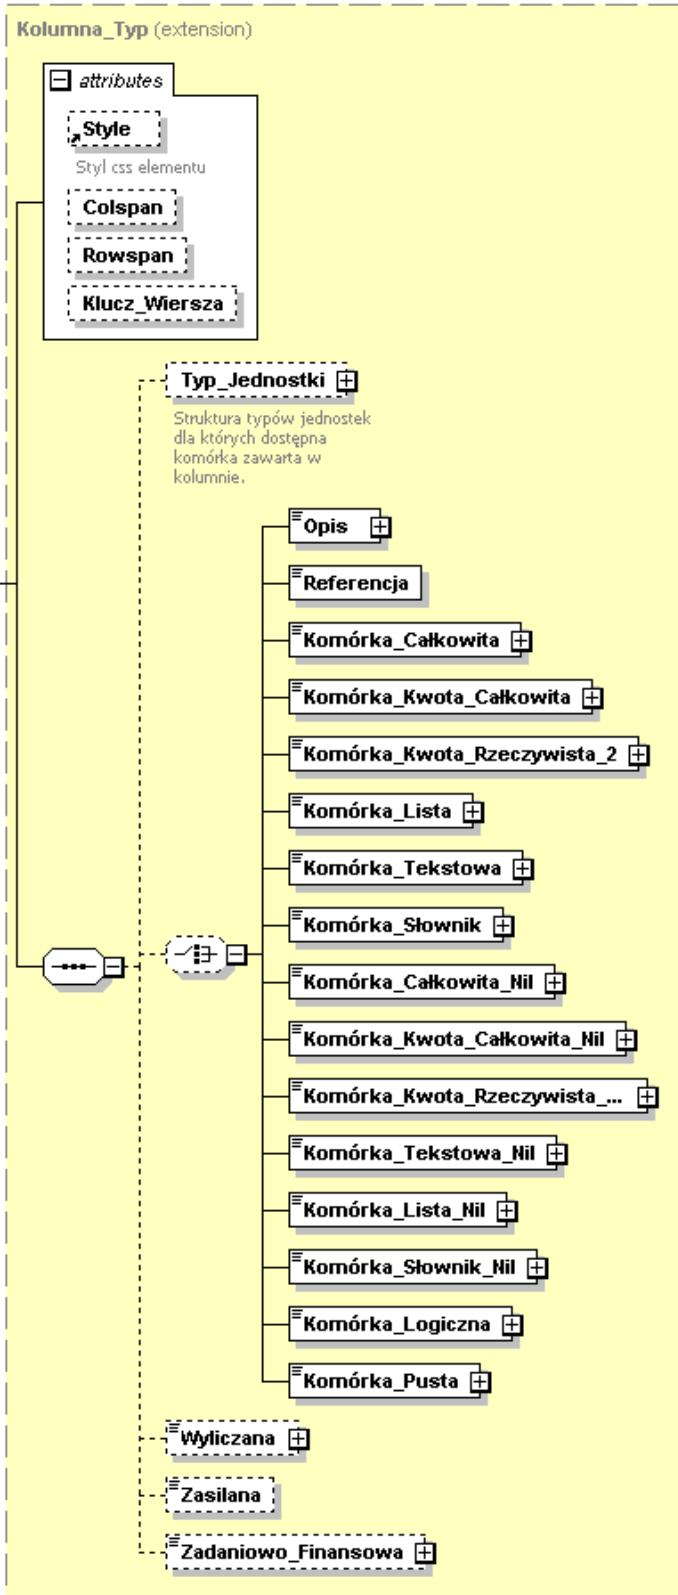 Kolumna_Typ (extension)
attributes
Style
Styl css elementu
Colspan
Rowspan
Klucz_Wiersza
Typ_Jednostki
Struktura typów jednostek
dla których dostępna
komórka zawarta w
kolumnie.
Opis
Referencja
Komórka_Całkowita
Komórka_Kwota_Całkowita
Komórka_Kwota_Rzeczywista_2
Komórka_Lista
Komórka_Tekstowa
Komórka_Słownik
Komórka_Całkowita_Nil
Komórka_Kwota_Całkowita_Nil
Komórka_Kwota_Rzeczywista_...
Komórka_Tekstowa_Nil
Komórka_Lista_Nil
Komórka_Słownik_Nil
Komórka_Logiczna
Komórka_Pusta
Wyliczana
Zasilana
Zadaniowo_Finansowa